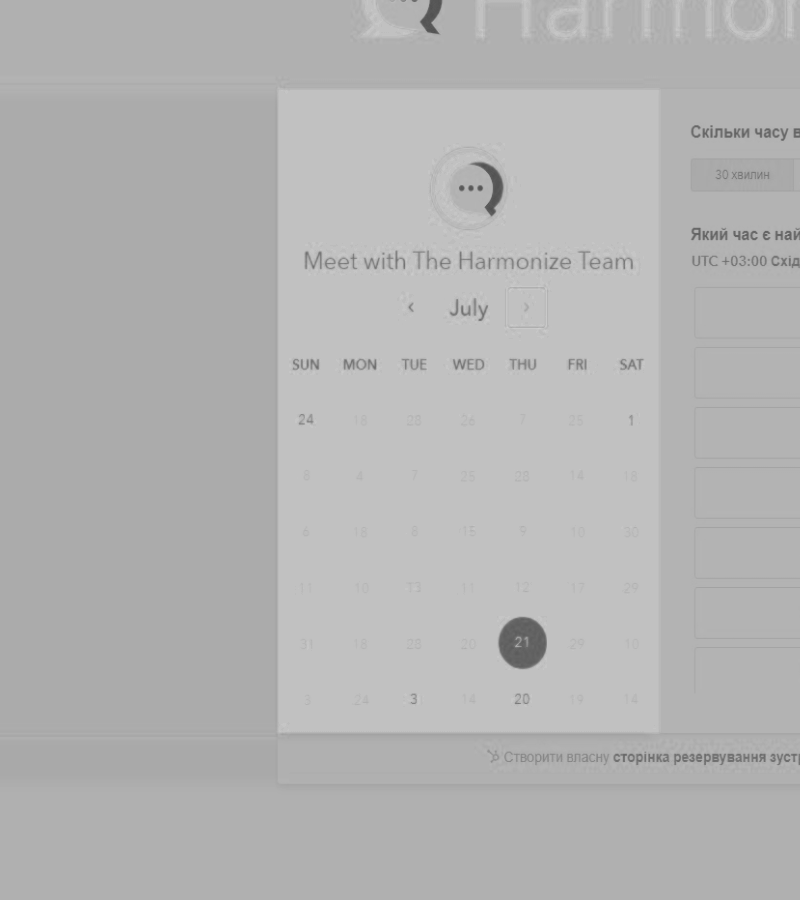 Harmon
Meet with The Harmonize Team
‹ July ›
SUN MON TUE WED THU FRI SAT
24 18 28 26 7 25 1
8 4 7 25 28 14 18
6 18 8 15 9 10 30
11 10 13 11 12 17 29
31 18 28 20 21 29 10
3 24 3 14 20 19 14
Скільки часу в
30 хвилин
Який час є най
UTC +03:00 Схід
Створити власну сторінка резервування зуст